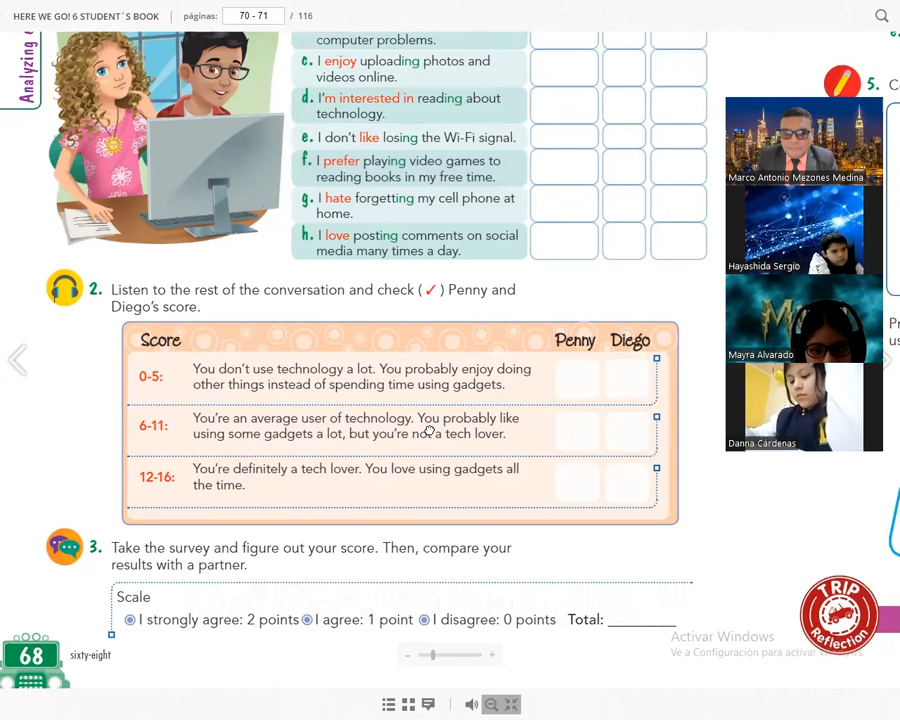 HERE WE GO! 6 STUDENT´S BOOK
páginas:
70 - 71
/ 116
Analyzing
computer problems.
c. I enjoy uploading photos and
videos online.
d. I'm interested in reading about
technology.
e. I don't like losing the Wi-Fi signal.
f. I prefer playing video games to
reading books in my free time.
g. I hate forgetting my cell phone at
home.
h. I love posting comments on social
media many times a day.
5.
Marco Antonio Mezones Medina
Hayashida Sergio
Mayra Alvarado
Danna Cárdenas
2. Listen to the rest of the conversation and check (✓) Penny and
Diego's score.
Score Penny Diego
0-5: You don't use technology a lot. You probably enjoy doing
other things instead of spending time using gadgets.
6-11: You're an average user of technology. You probably like
using some gadgets a lot, but you're not a tech lover.
12-16: You're definitely a tech lover. You love using gadgets all
the time.
3. Take the survey and figure out your score. Then, compare your
results with a partner.
Scale
I strongly agree: 2 points I agree: 1 point I disagree: 0 points Total: ________
TRIP
Reflection
Activar Windows
Ve a Configuración para activar Windows.
68
sixty-eight